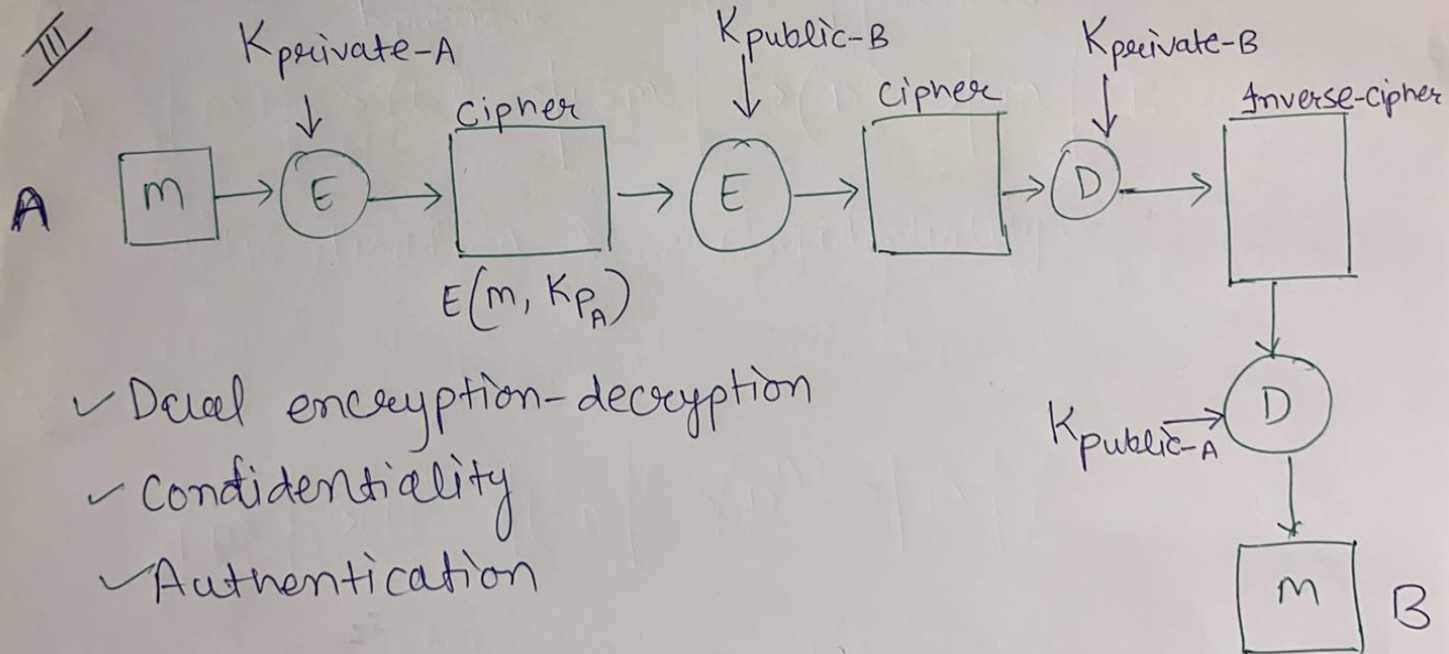 III
Kprivate-A
Kpublic-B
Kprivate-B
cipher
cipher
Inverse-cipher
A
m
E
E
D
E(m, KPA)
✓ Dual encryption-decryption
Kpublic-A
D
✓ Confidentiality
✓ Authentication
m
B